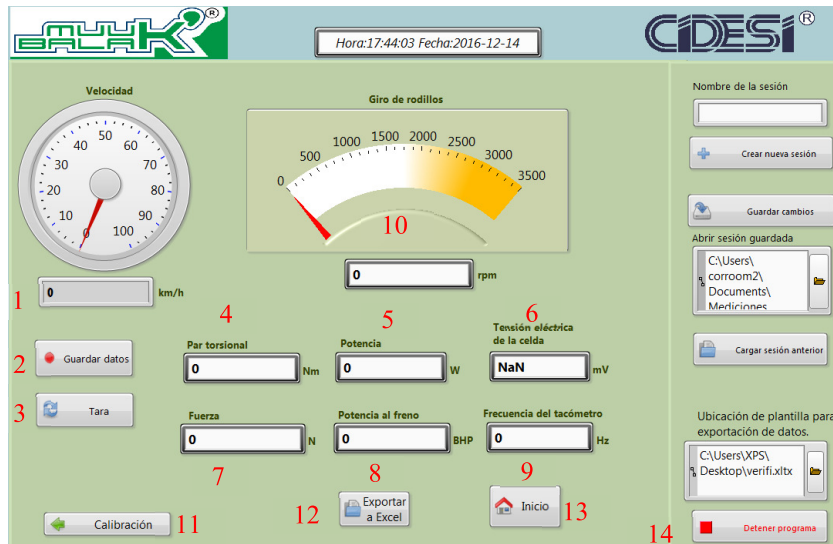 MUU BALAK®
Hora:17:44:03 Fecha:2016-12-14
CIDESI®
Velocidad
0 10 20 30 40 50 60 70 80 90 100
1
0
km/h
Giro de rodillos
0 500 1000 1500 2000 2500 3000 3500
10
0
rpm
4
5
6
2
Guardar datos
3
Tara
Par torsional
0
Nm
Potencia
0
W
Tensión eléctrica
de la celda
NaN
mV
Fuerza
0
N
Potencia al freno
0
BHP
Frecuencia del tacómetro
0
Hz
7
8
9
Calibración
11
12
Exportar
a Excel
Inicio
13
Nombre de la sesión
Crear nueva sesión
Guardar cambios
Abrir sesión guardada
C:\Users\
corroom2\
Documents\
Mediciones
Cargar sesión anterior
Ubicación de plantilla para
exportación de datos.
C:\Users\XPS\
Desktop\verifi.xltx
14
Detener programa